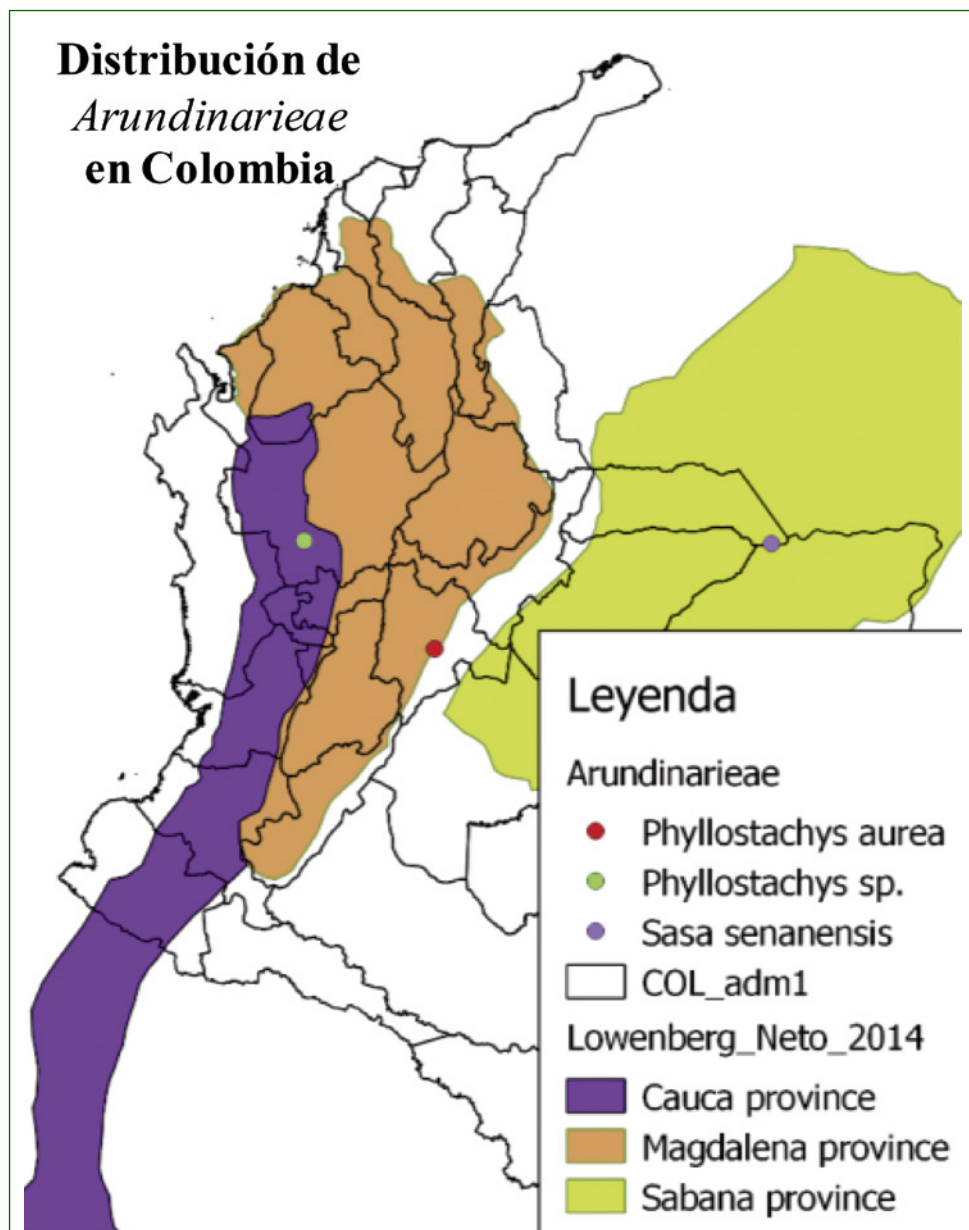 Distribución de
Arundinarieae
en Colombia
Leyenda
Arundinarieae
Phyllostachys aurea
Phyllostachys sp.
Sasa senanensis
COL_adm1
Lowenberg_Neto_2014
Cauca province
Magdalena province
Sabana province